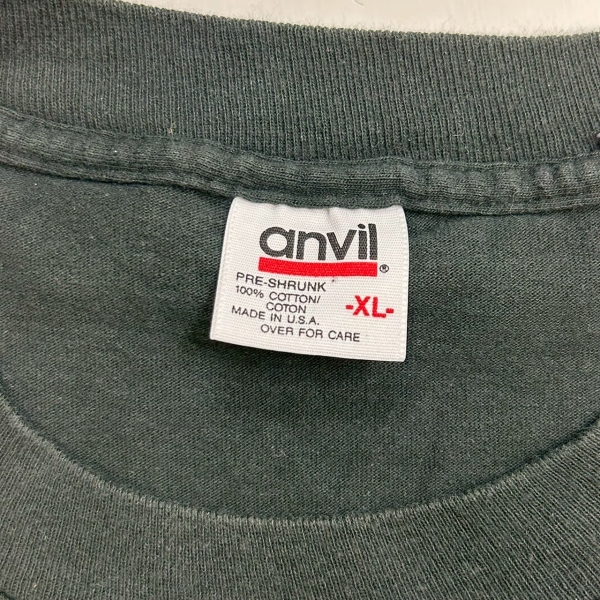 anvil®
PRE-SHRUNK
100% COTTON/
COTON
-XL-
MADE IN U.S.A.
OVER FOR CARE